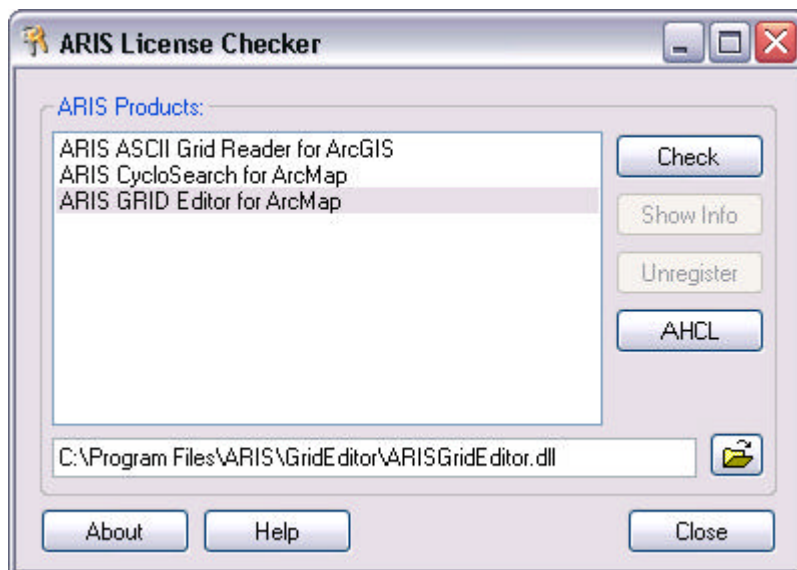 ARIS License Checker
ARIS Products:
ARIS ASCII Grid Reader for ArcGIS
ARIS CycloSearch for ArcMap
ARIS GRID Editor for ArcMap
Check
Show Info
Unregister
AHCL
C:\Program Files\ARIS\GridEditor\ARISGridEditor.dll
About
Help
Close